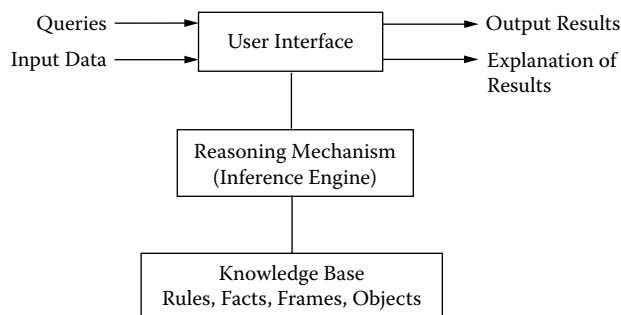 Queries
Input Data
User Interface
Output Results
Explanation of
Results
Reasoning Mechanism
(Inference Engine)
Knowledge Base
Rules, Facts, Frames, Objects